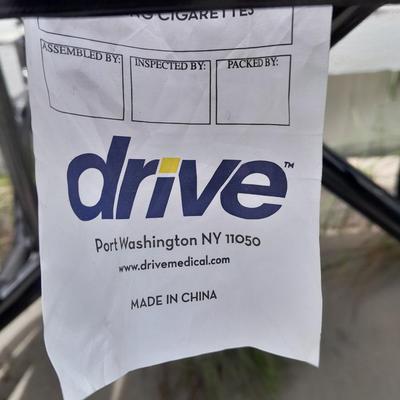 CIGARETTES
ASSEMBLED BY: INSPECTED BY: PACKED BY:
drive™
Port Washington NY 11050
www.drivemedical.com
MADE IN CHINA